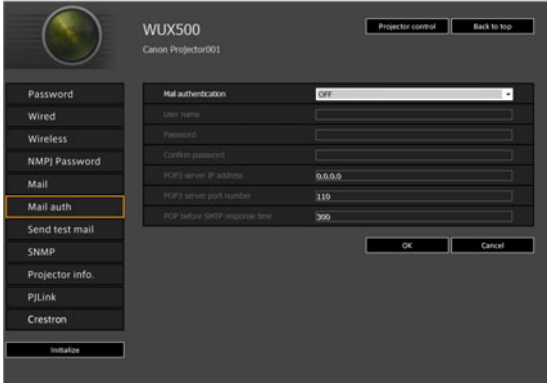 WUX500
Canon Projector001
Projector control
Back to top
Password
Wired
Wireless
NMPJ Password
Mail
Mail auth
Send test mail
SNMP
Projector info.
PJLink
Crestron
Initialize
Mail authentication OFF
User name
Password
Confirm password
POP3 server IP address 0.0.0.0
POP3 server port number 110
POP before SMTP response time 300
OK
Cancel